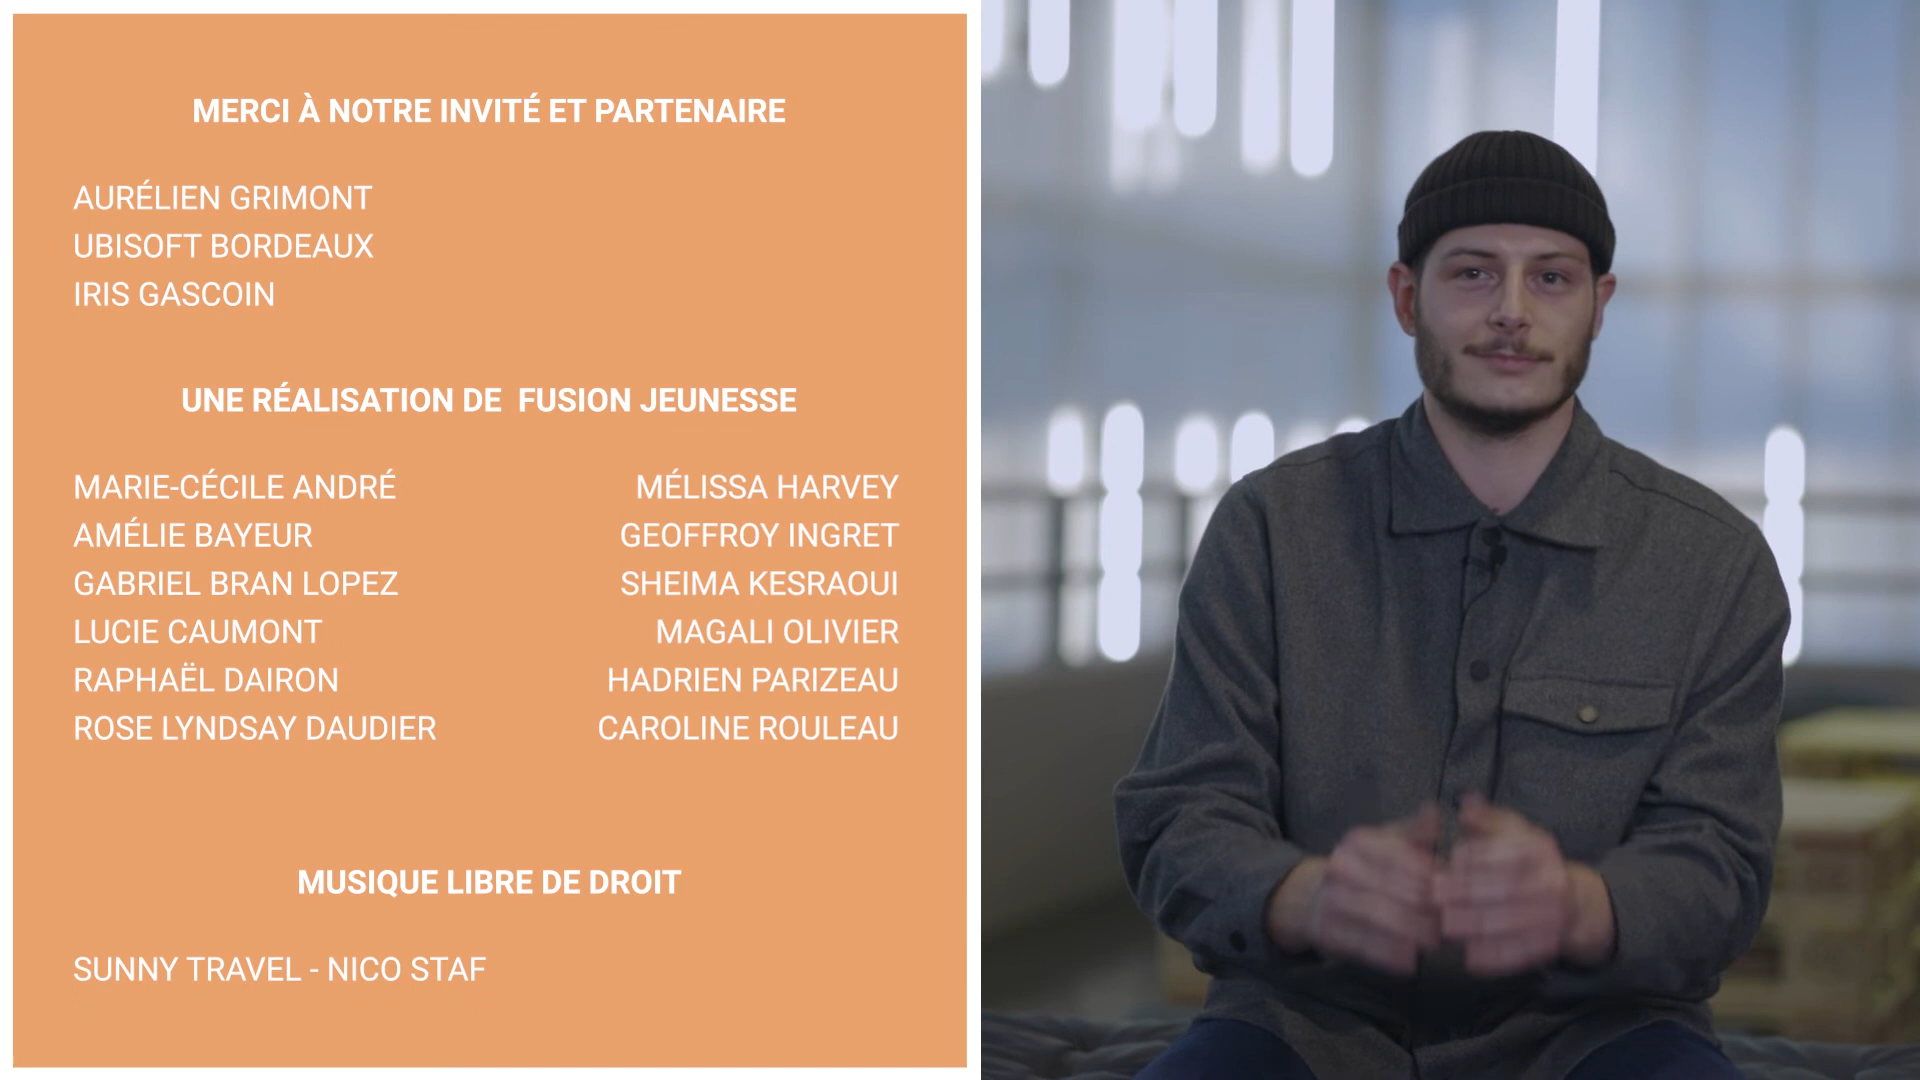 MERCI À NOTRE INVITÉ ET PARTENAIRE
AURÉLIEN GRIMONT
UBISOFT BORDEAUX
IRIS GASCOIN
UNE RÉALISATION DE  FUSION JEUNESSE
MARIE-CÉCILE ANDRÉ
AMÉLIE BAYEUR
GABRIEL BRAN LOPEZ
LUCIE CAUMONT
RAPHAËL DAIRON
ROSE LYNDSAY DAUDIER
MÉLISSA HARVEY
GEOFFROY INGRET
SHEIMA KESRAOUI
MAGALI OLIVIER
HADRIEN PARIZEAU
CAROLINE ROULEAU
MUSIQUE LIBRE DE DROIT
SUNNY TRAVEL - NICO STAF